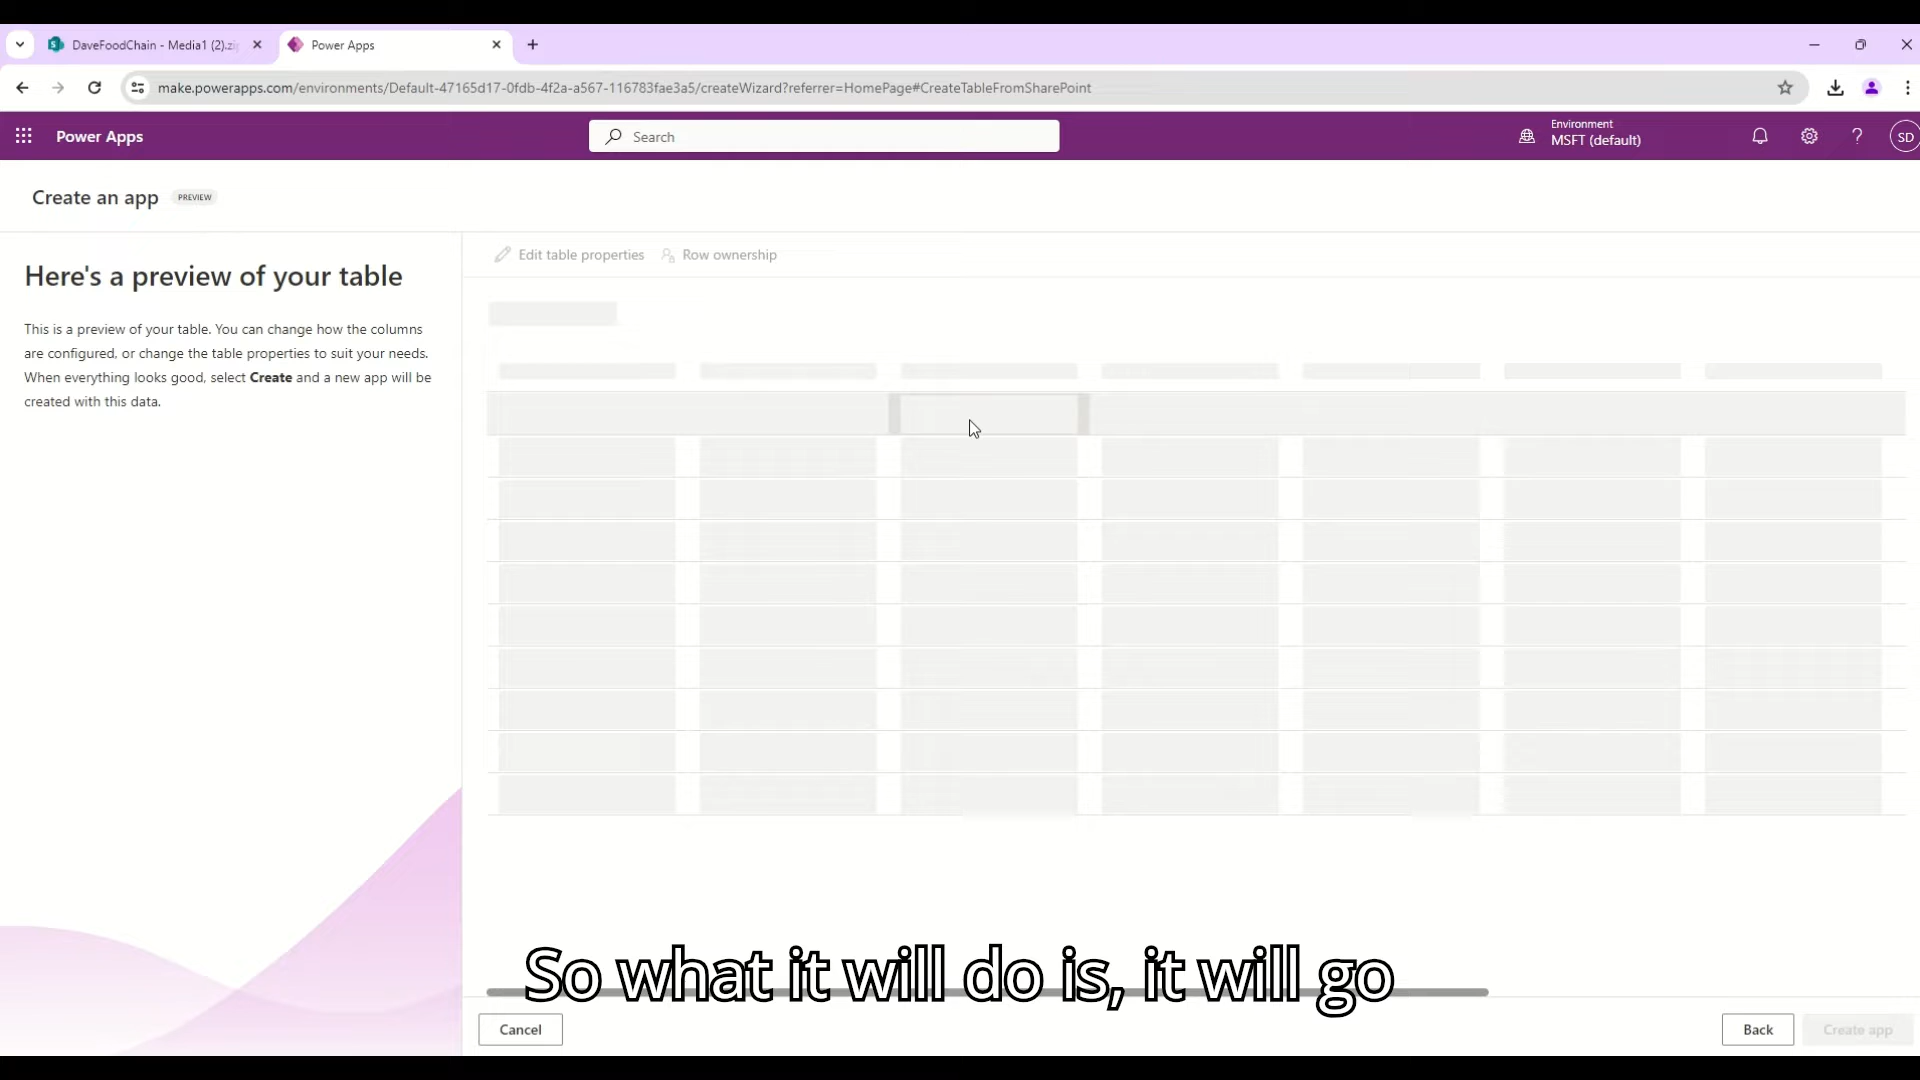 DaveFoodChain - Media1 (2).zi
Power Apps
make.powerapps.com/environments/Default-47165d17-0fdb-4f2a-a567-116783fae3a5/createWizard?referrer=HomePage#CreateTableFromSharePoint
Power Apps
Search
Environment
MSFT (default)
SD
Create an app
PREVIEW
Here's a preview of your table
This is a preview of your table. You can change how the columns
are configured, or change the table properties to suit your needs.
When everything looks good, select Create and a new app will be
created with this data.
Edit table properties
Row ownership
So what it will do is, it will go
Cancel
Back
Create app